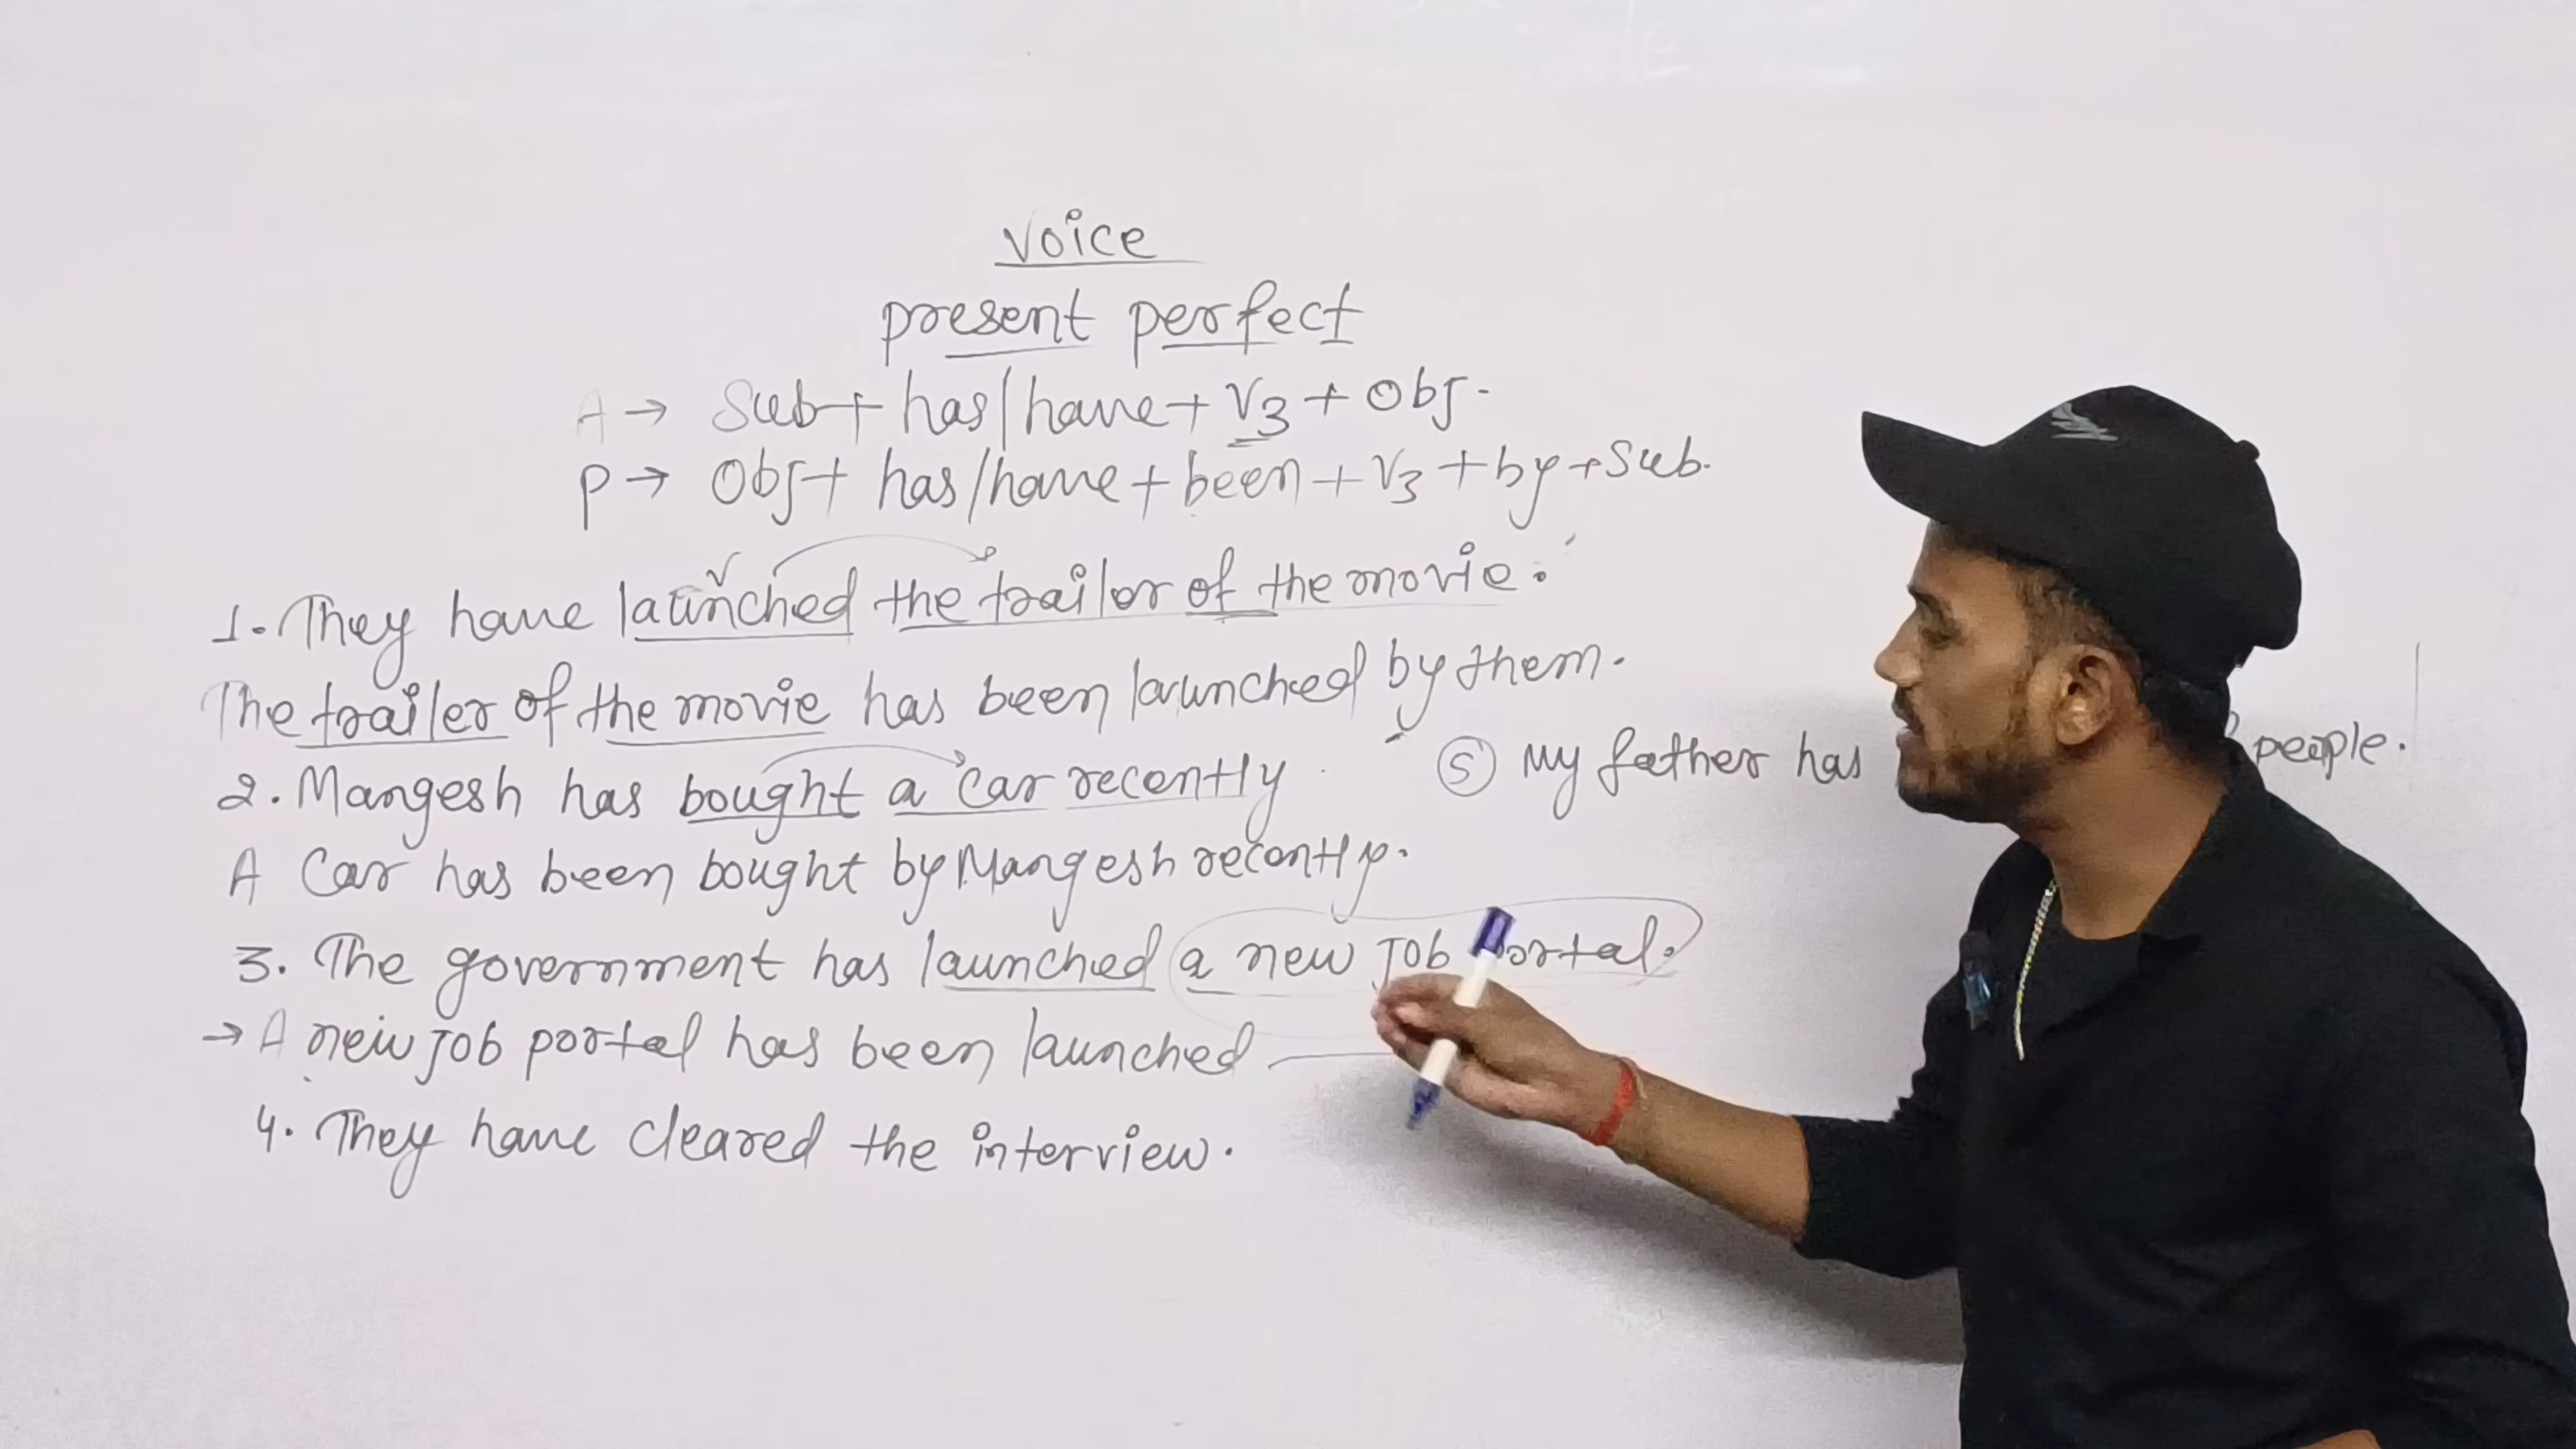 Voice
present perfect
A → Sub + has/have + V3 + Obj.
P → Obj + has/have + been + V3 + by + Sub.
1. They have launched the trailor of the movie.
The trailer of the movie has been launched by them.
2. Mangesh has bought a car recently
A Car has been bought by Mangesh recently.
3. The government has launched a new Job portal.
→ A new Job portal has been launched
4. They have cleared the interview.
5 My father has people.